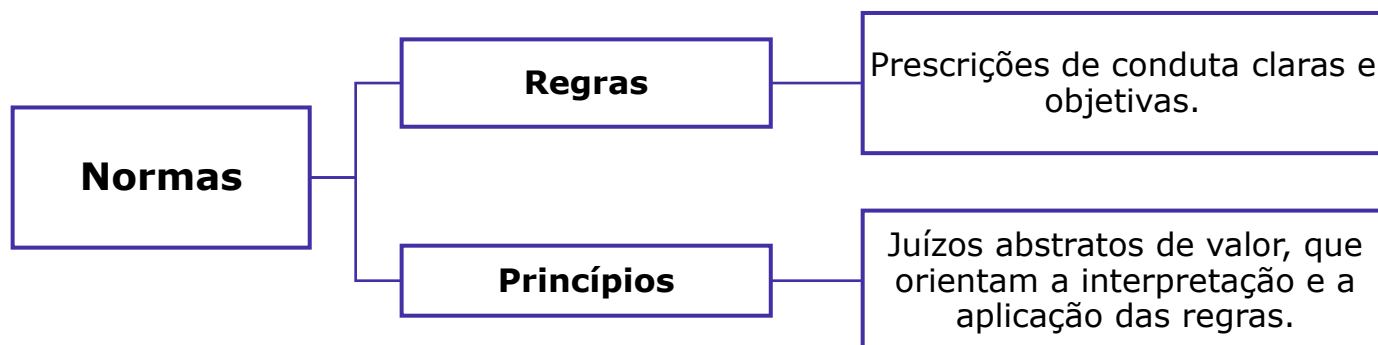 Normas
Regras
Prescrições de conduta claras e
objetivas.
Princípios
Juízos abstratos de valor, que
orientam a interpretação e a
aplicação das regras.